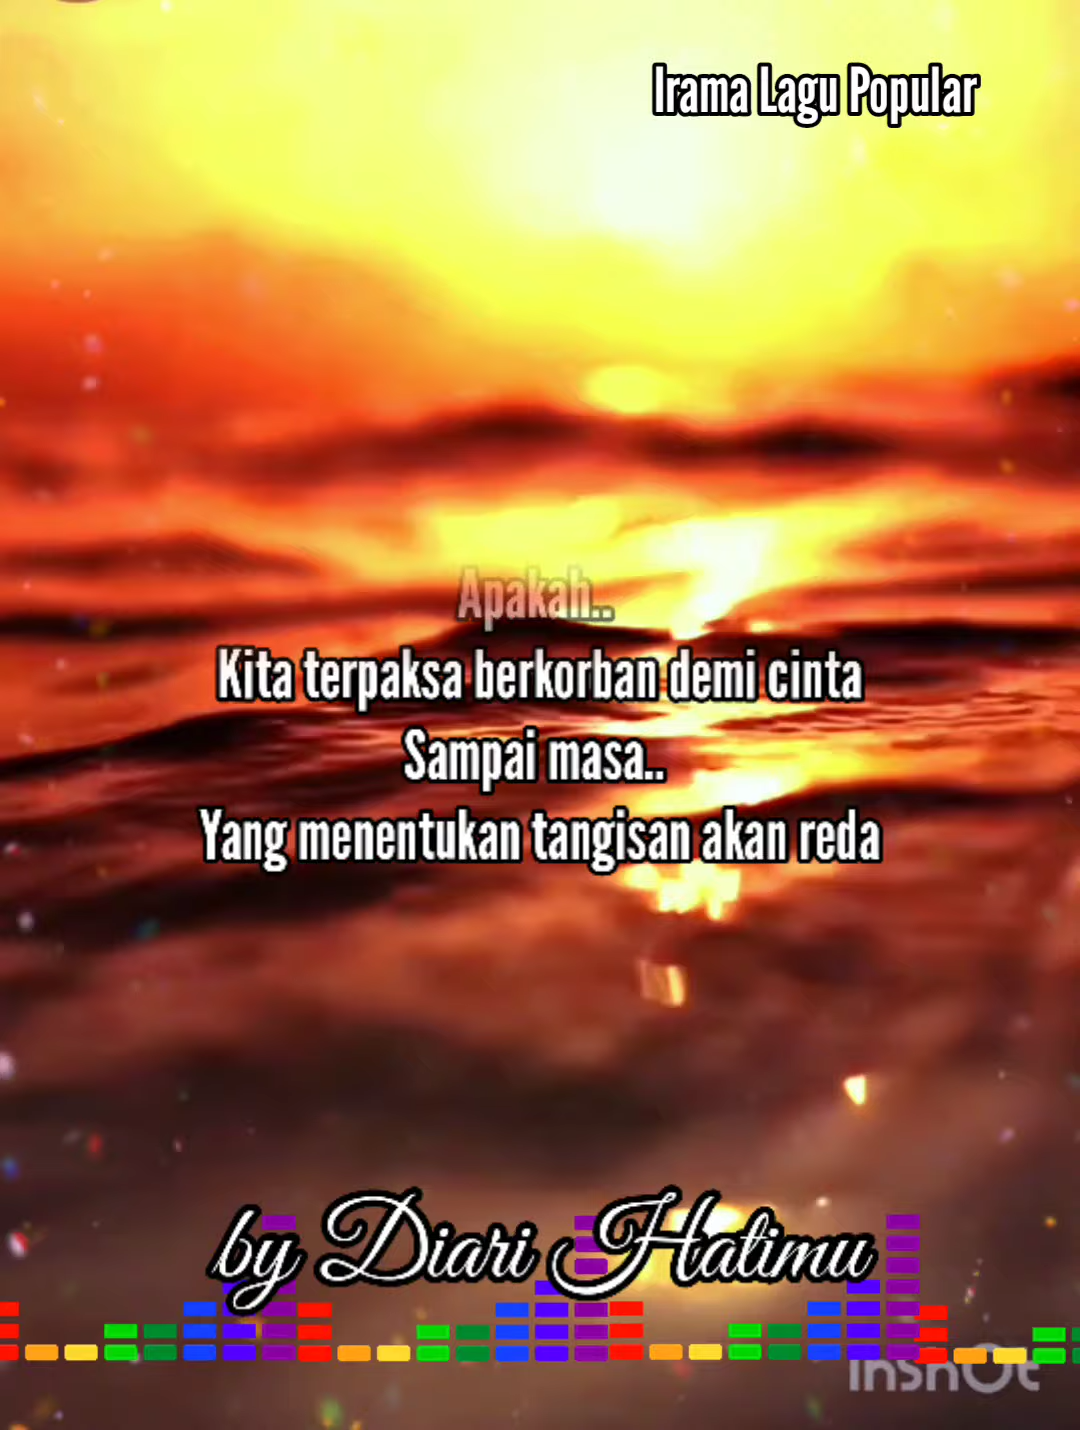 Irama Lagu Popular
Apakah..
Kita terpaksa berkorban demi cinta
Sampai masa..
Yang menentukan tangisan akan reda
by Diari Hatimu
InShOt